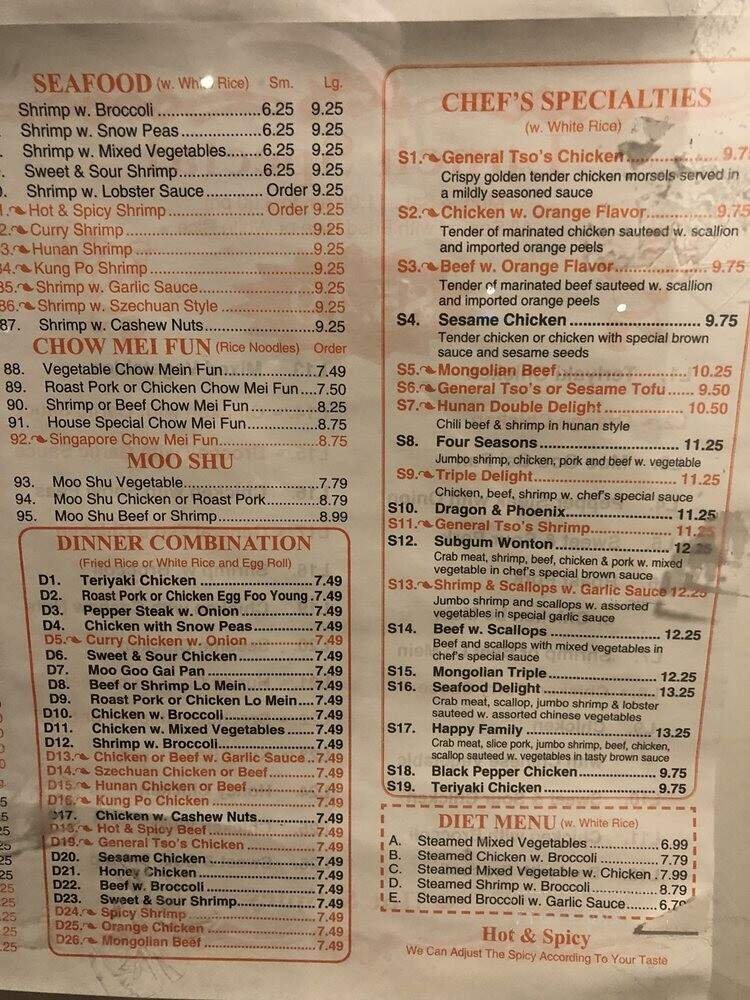 SEAFOOD (w. White Rice) Sm. Lg.
Shrimp w. Broccoli 6.25 9.25
Shrimp w. Snow Peas 6.25 9.25
Shrimp w. Mixed Vegetables 6.25 9.25
Sweet & Sour Shrimp 6.25 9.25
Shrimp w. Lobster Sauce Order 9.25
Hot & Spicy Shrimp Order 9.25
Curry Shrimp 9.25
Hunan Shrimp 9.25
Kung Po Shrimp 9.25
Shrimp w. Garlic Sauce 9.25
86. Shrimp w. Szechuan Style 9.25
87. Shrimp w. Cashew Nuts 9.25
CHOW MEI FUN (Rice Noodles) Order
88. Vegetable Chow Mein Fun 7.49
89. Roast Pork or Chicken Chow Mei Fun 7.50
90. Shrimp or Beef Chow Mei Fun 8.25
91. House Special Chow Mei Fun 8.75
92. Singapore Chow Mei Fun 8.75
MOO SHU
93. Moo Shu Vegetable 7.79
94. Moo Shu Chicken or Roast Pork 8.79
95. Moo Shu Beef or Shrimp 8.99
DINNER COMBINATION
(Fried Rice or White Rice and Egg Roll)
D1. Teriyaki Chicken 7.49
D2. Roast Pork or Chicken Egg Foo Young 7.49
D3. Pepper Steak w. Onion 7.49
D4. Chicken with Snow Peas 7.49
D5. Curry Chicken w. Onion 7.49
D6. Sweet & Sour Chicken 7.49
D7. Moo Goo Gai Pan 7.49
D8. Beef or Shrimp Lo Mein 7.49
D9. Roast Pork or Chicken Lo Mein 7.49
D10. Chicken w. Broccoli 7.49
D11. Chicken w. Mixed Vegetables 7.49
D12. Shrimp w. Broccoli 7.49
D13. Chicken or Beef w. Garlic Sauce 7.49
D14. Szechuan Chicken or Beef 7.49
D15. Hunan Chicken or Beef 7.49
D16. Kung Po Chicken 7.49
D17. Chicken w. Cashew Nuts 7.49
D18. Hot & Spicy Beef 7.49
D19. General Tso's Chicken 7.49
D20. Sesame Chicken 7.49
D21. Honey Chicken 7.49
D22. Beef w. Broccoli 7.49
D23. Sweet & Sour Shrimp 7.49
D24. Spicy Shrimp 7.49
D25. Orange Chicken 7.49
D26. Mongolian Beef 7.49
CHEF'S SPECIALTIES
(w. White Rice)
S1. General Tso's Chicken 9.7
Crispy golden tender chicken morsels served in
a mildly seasoned sauce
S2. Chicken w. Orange Flavor 9.75
Tender of marinated chicken sauteed w. scallion
and imported orange peels
S3. Beef w. Orange Flavor 9.75
Tender of marinated beef sauteed w. scallion
and imported orange peels
S4. Sesame Chicken 9.75
Tender chicken or chicken with special brown
sauce and sesame seeds
S5. Mongolian Beef 10.25
S6. General Tso's or Sesame Tofu 9.50
S7. Hunan Double Delight 10.50
Chili beef & shrimp in hunan style
S8. Four Seasons 11.25
Jumbo shrimp, chicken, pork and beef w. vegetable
S9. Triple Delight 11.25
Chicken, beef, shrimp w. chef's special sauce
S10. Dragon & Phoenix 11.25
S11. General Tso's Shrimp 11.25
S12. Subgum Wonton 12.25
Crab meat, shrimp, beef, chicken & pork w. mixed
vegetable in chef's special brown sauce
S13. Shrimp & Scallops w. Garlic Sauce 12.25
Jumbo shrimp and scallops w. assorted
vegetables in special garlic sauce
S14. Beef w. Scallops 12.25
Beef and scallops with mixed vegetables in
chef's special sauce
S15. Mongolian Triple 12.25
S16. Seafood Delight 13.25
Crab meat, scallop, jumbo shrimp & lobster
sauteed w. assorted chinese vegetables
S17. Happy Family 13.25
Crab meat, slice pork, jumbo shrimp, beef, chicken,
scallop sauteed w. vegetables in tasty brown sauce
S18. Black Pepper Chicken 9.75
S19. Teriyaki Chicken 9.75
DIET MENU (w. White Rice)
A. Steamed Mixed Vegetables 6.99
B. Steamed Chicken w. Broccoli 7.79
C. Steamed Mixed Vegetable w. Chicken 7.99
D. Steamed Shrimp w. Broccoli 8.79
E. Steamed Broccoli w. Garlic Sauce 6.79
Hot & Spicy
We Can Adjust The Spicy According To Your Taste